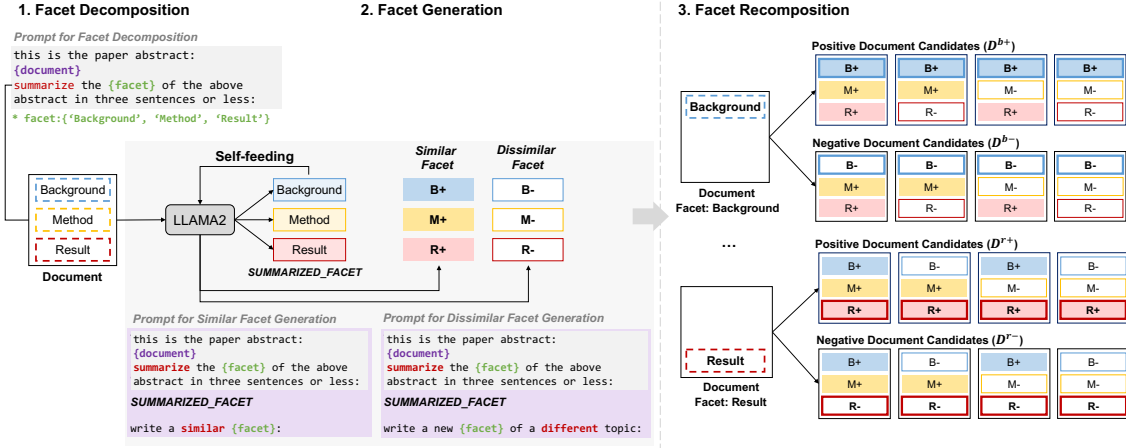 1. Facet Decomposition
Prompt for Facet Decomposition
this is the paper abstract:
{document}
summarize the {facet} of the above
abstract in three sentences or less:
* facet:{‘Background’, ‘Method’, ‘Result’}
Background
Method
Result
Document
2. Facet Generation
Self-feeding
LLAMA2
Background
Method
Result
SUMMARIZED_FACET
Similar
Facet
B+
M+
R+
Dissimilar
Facet
B-
M-
R-
Prompt for Similar Facet Generation
this is the paper abstract:
{document}
summarize the {facet} of the above
abstract in three sentences or less:
SUMMARIZED_FACET
write a similar {facet}:
Prompt for Dissimilar Facet Generation
this is the paper abstract:
{document}
summarize the {facet} of the above
abstract in three sentences or less:
SUMMARIZED_FACET
write a new {facet} of a different topic:
3. Facet Recomposition
Background
Document
Facet: Background
Positive Document Candidates (D^{b+})
B+ B+ B+ B+
M+ M+ M- M-
R+ R- R+ R-
Negative Document Candidates (D^{b-})
B- B- B- B-
M+ M+ M- M-
R+ R- R+ R-
...
Result
Document
Facet: Result
Positive Document Candidates (D^{r+})
B+ B- B+ B-
M+ M+ M- M-
R+ R+ R+ R+
Negative Document Candidates (D^{r-})
B+ B- B+ B-
M+ M+ M- M-
R- R- R- R-